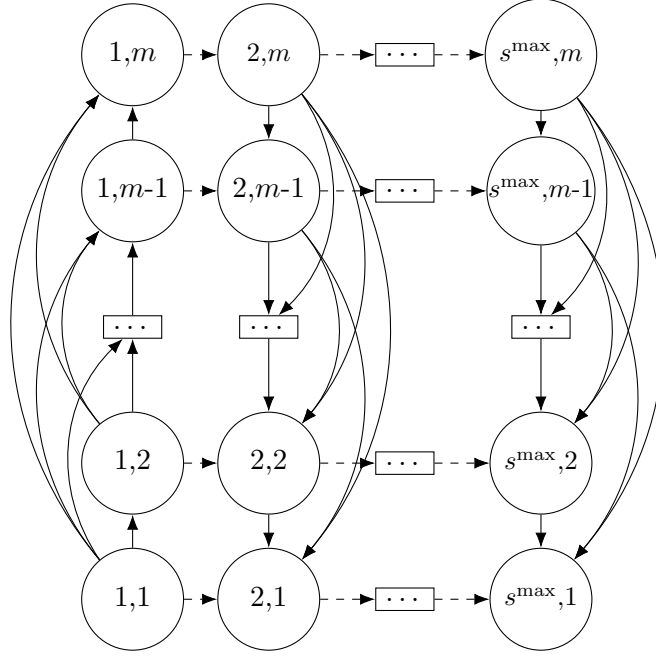 1,m 2,m ... s^max,m
1,m-1 2,m-1 ... s^max,m-1
... ... ...
1,2 2,2 ... s^max,2
1,1 2,1 ... s^max,1